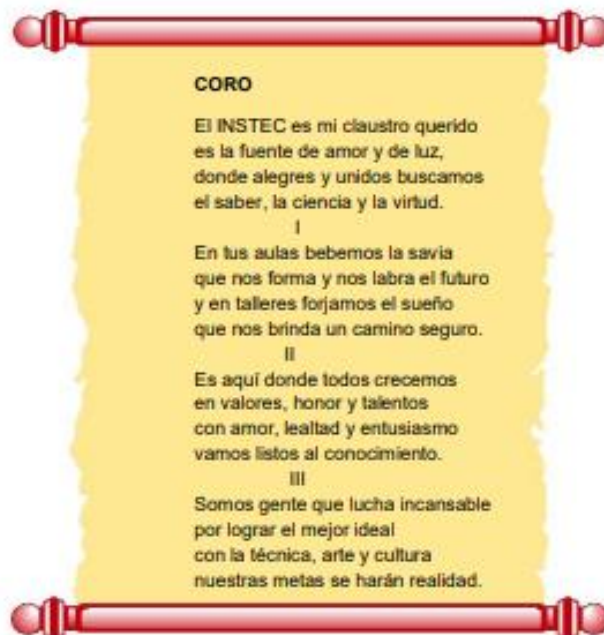 CORO
El INSTEC es mi claustro querido
es la fuente de amor y de luz,
donde alegres y unidos buscamos
el saber, la ciencia y la virtud.
I
En tus aulas bebemos la savia
que nos forma y nos labra el futuro
y en talleres forjamos el sueño
que nos brinda un camino seguro.
II
Es aquí donde todos crecemos
en valores, honor y talentos
con amor, lealtad y entusiasmo
vamos listos al conocimiento.
III
Somos gente que lucha incansable
por lograr el mejor ideal
con la técnica, arte y cultura
nuestras metas se harán realidad.